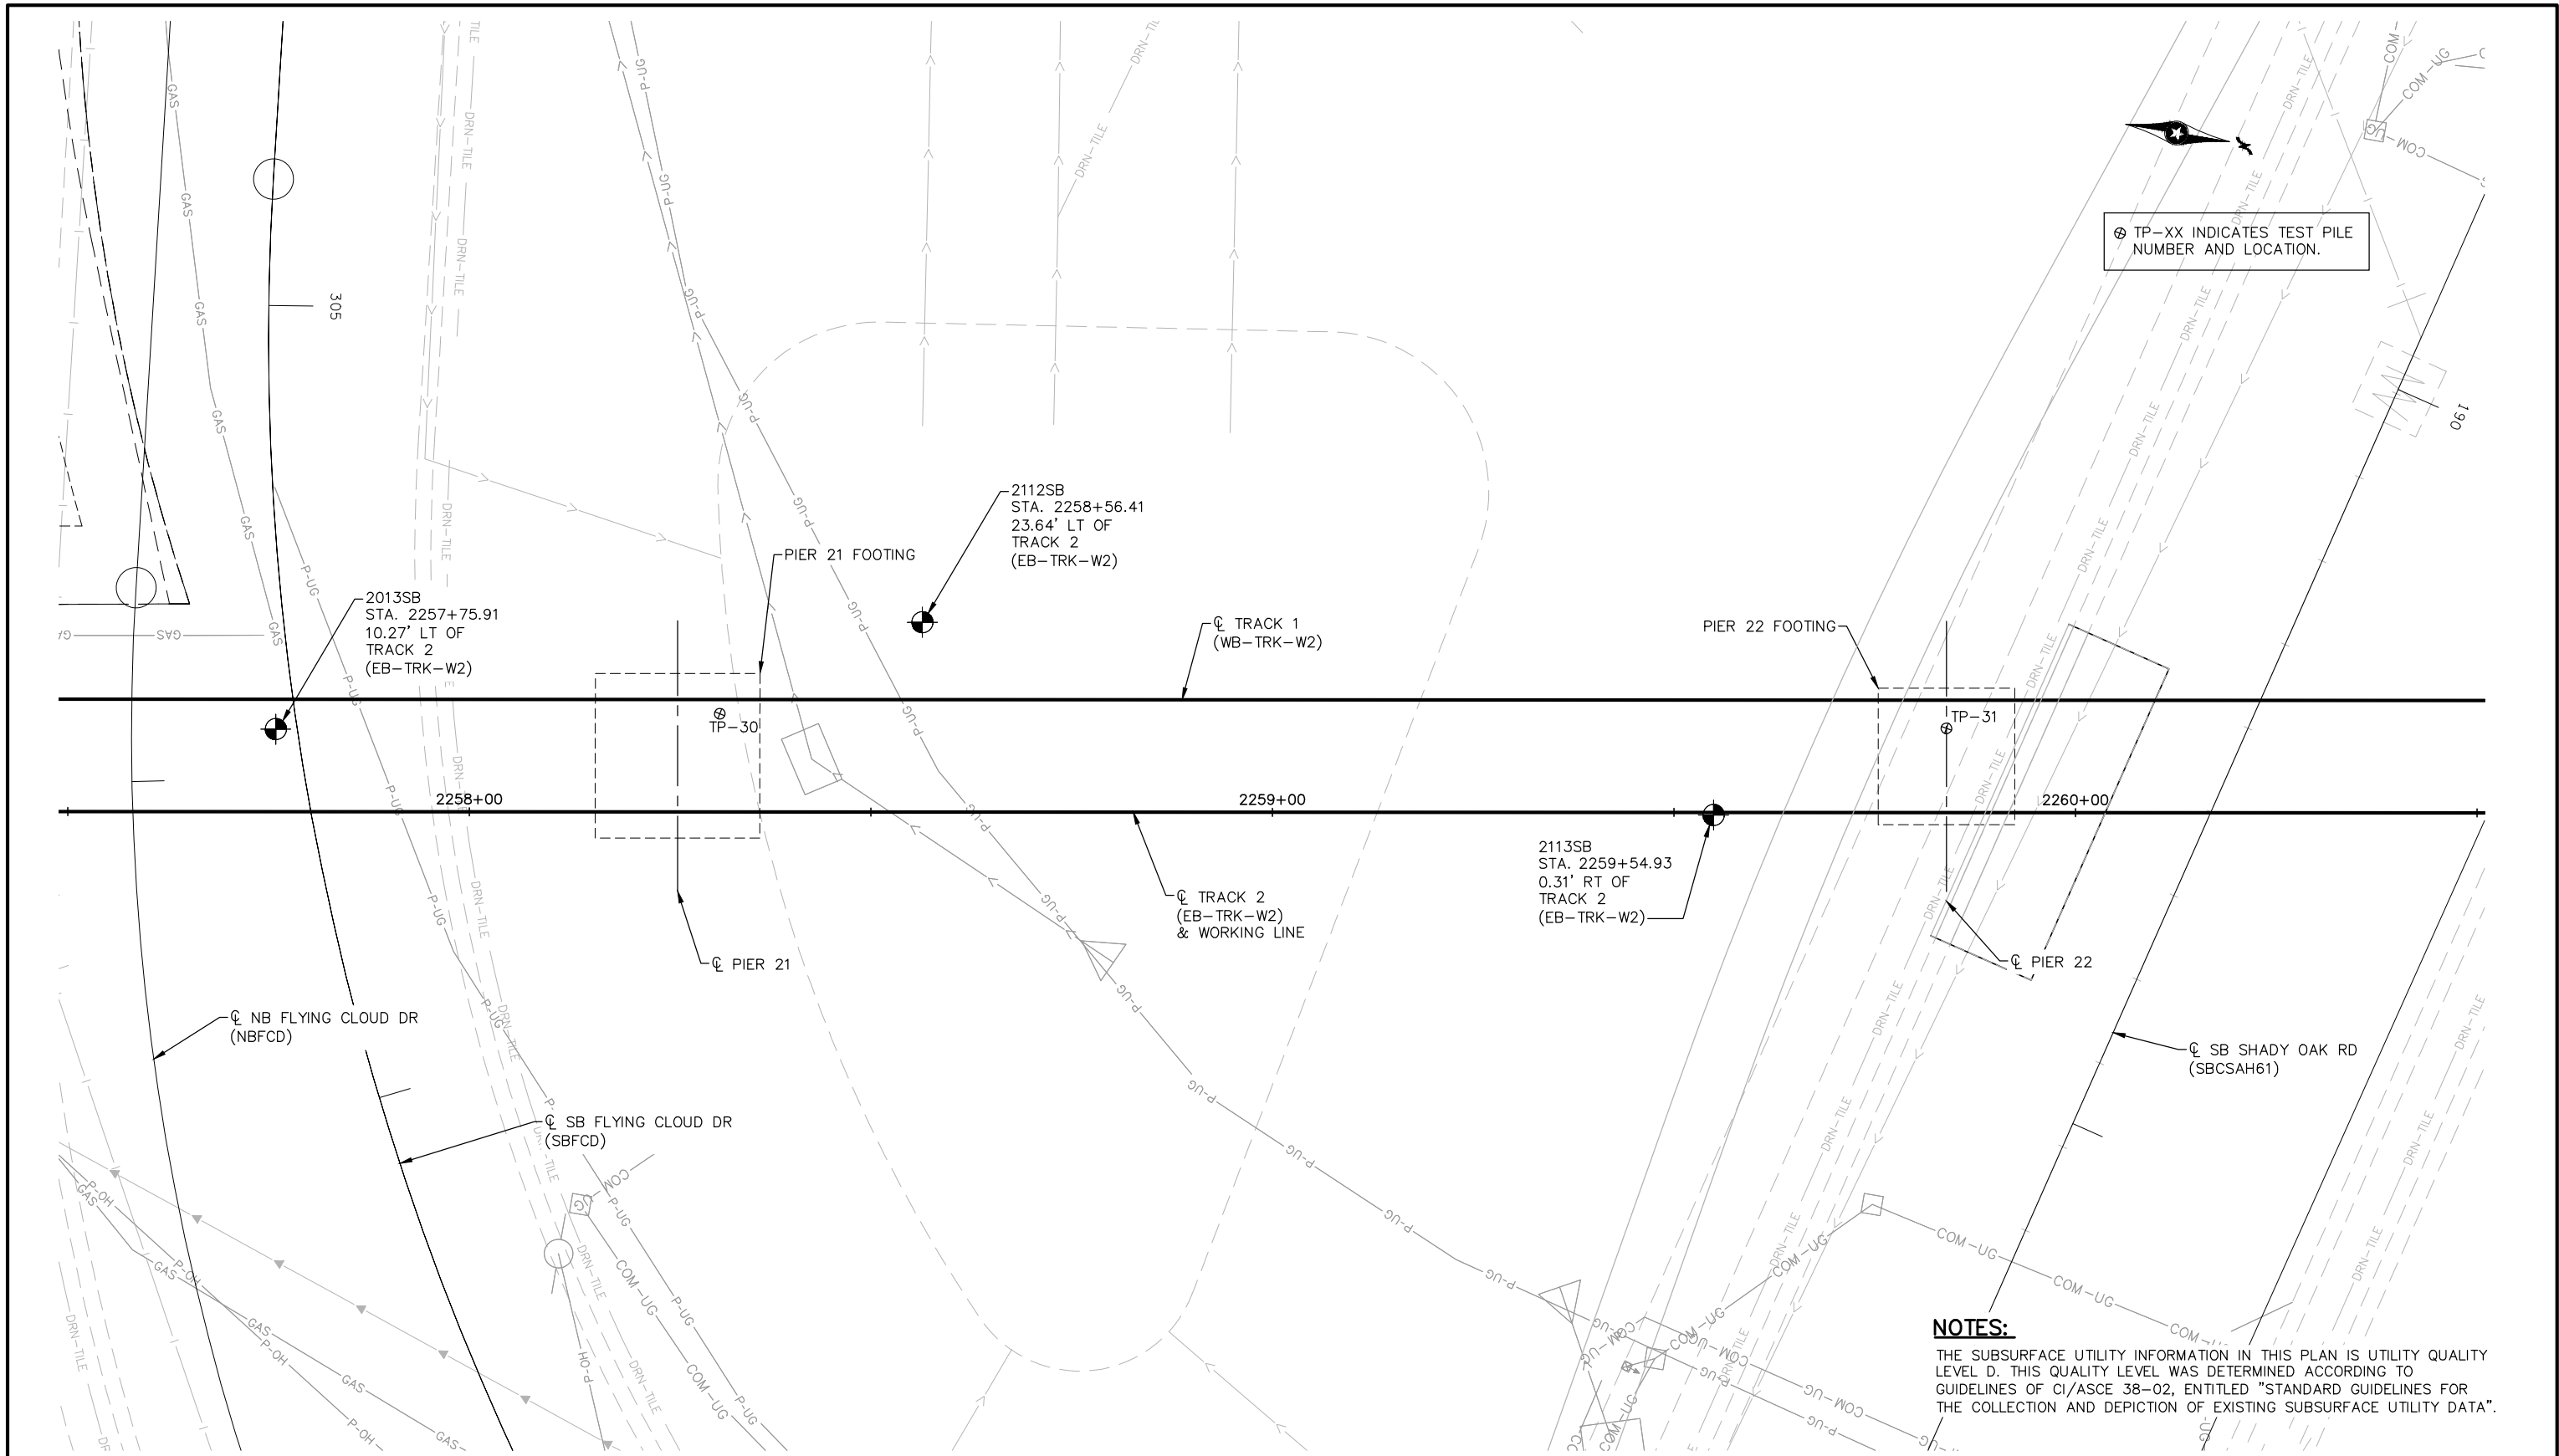 305
⊗ TP-XX INDICATES TEST PILE
NUMBER AND LOCATION.
190
2112SB
STA. 2258+56.41
23.64' LT OF
TRACK 2
(EB-TRK-W2)
PIER 21 FOOTING
2013SB
STA. 2257+75.91
10.27' LT OF
TRACK 2
(EB-TRK-W2)
℄ TRACK 1
(WB-TRK-W2)
PIER 22 FOOTING
TP-30
TP-31
2258+00
2259+00
2260+00
2113SB
STA. 2259+54.93
0.31' RT OF
TRACK 2
(EB-TRK-W2)
℄ TRACK 2
(EB-TRK-W2)
& WORKING LINE
℄ PIER 21
℄ PIER 22
℄ NB FLYING CLOUD DR
(NBFCD)
℄ SB SHADY OAK RD
(SBCSAH61)
℄ SB FLYING CLOUD DR
(SBFCD)
GAS
DRN-TILE
P-UG
COM-UG
P-OH
NOTES:
THE SUBSURFACE UTILITY INFORMATION IN THIS PLAN IS UTILITY QUALITY
LEVEL D. THIS QUALITY LEVEL WAS DETERMINED ACCORDING TO
GUIDELINES OF CI/ASCE 38-02, ENTITLED "STANDARD GUIDELINES FOR
THE COLLECTION AND DEPICTION OF EXISTING SUBSURFACE UTILITY DATA".